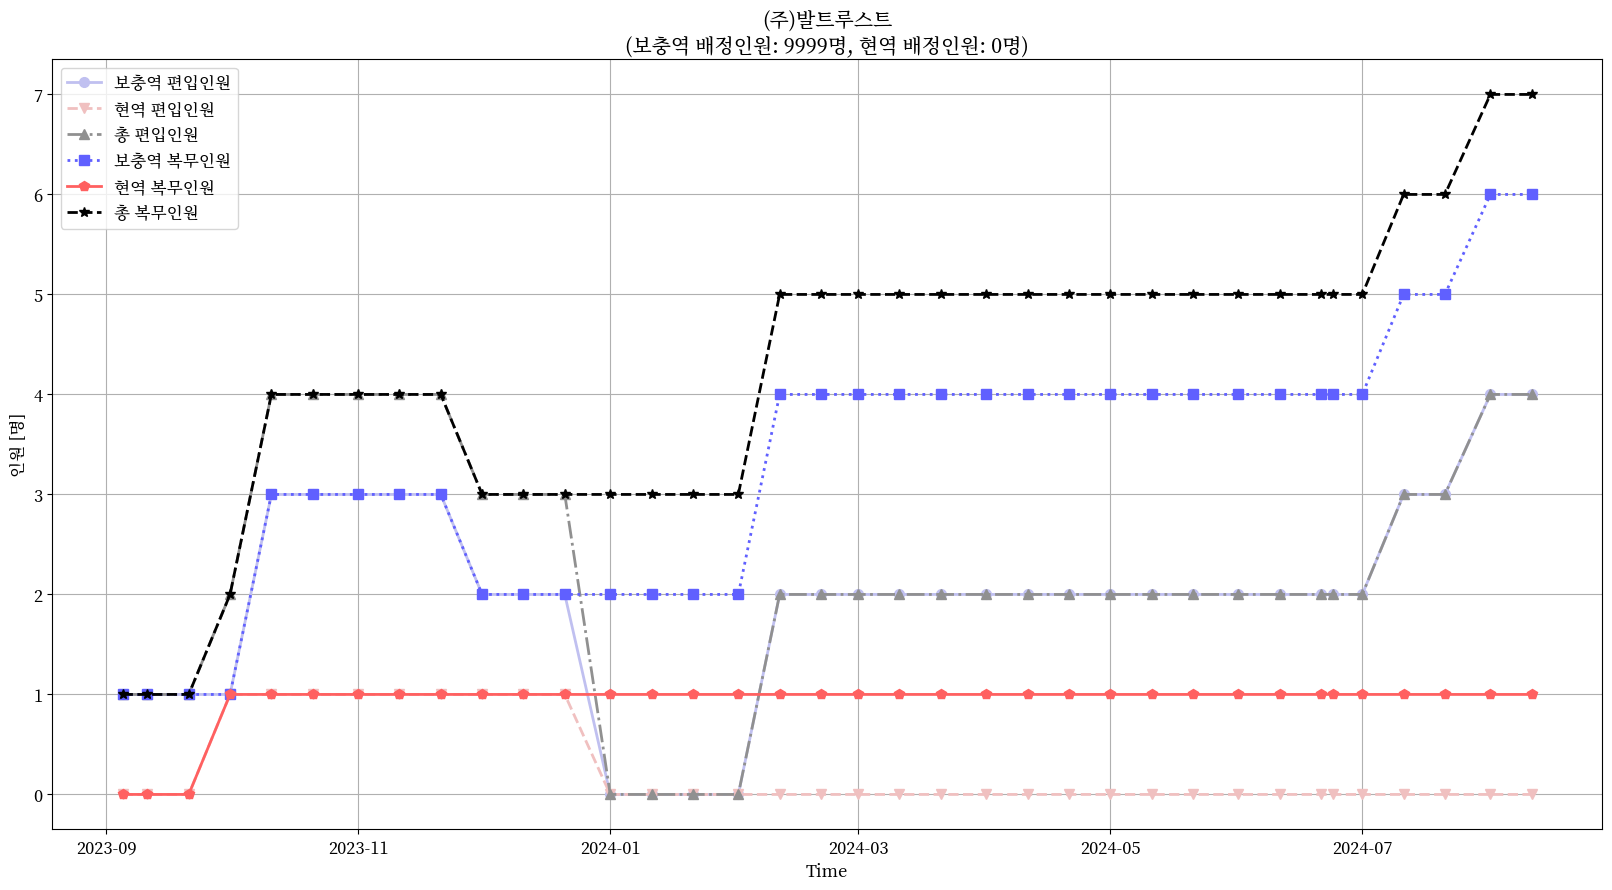 (주)발트루스트
(보충역 배정인원: 9999명, 현역 배정인원: 0명)
보충역 편입인원
현역 편입인원
총 편입인원
보충역 복무인원
현역 복무인원
총 복무인원
7
6
5
4
3
2
1
0
인원 [명]
2023-09
2023-11
2024-01
2024-03
2024-05
2024-07
Time